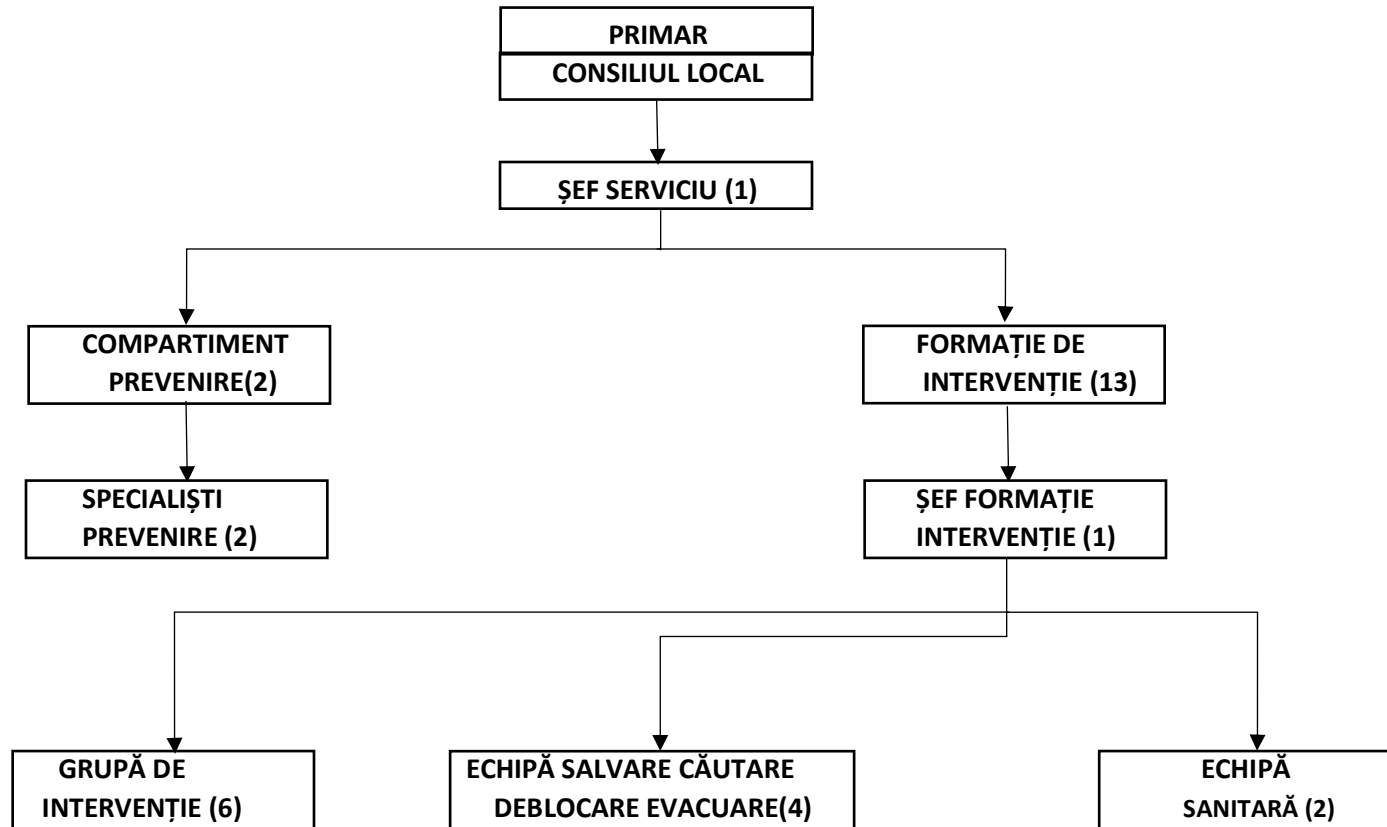 PRIMAR
CONSILIUL LOCAL
ȘEF SERVICIU (1)
COMPARTIMENT
PREVENIRE(2)
FORMAȚIE DE
INTERVENȚIE (13)
SPECIALIȘTI
PREVENIRE (2)
ȘEF FORMAȚIE
INTERVENȚIE (1)
GRUPĂ DE
INTERVENȚIE (6)
ECHIPĂ SALVARE CĂUTARE
DEBLOCARE EVACUARE(4)
ECHIPĂ
SANITARĂ (2)